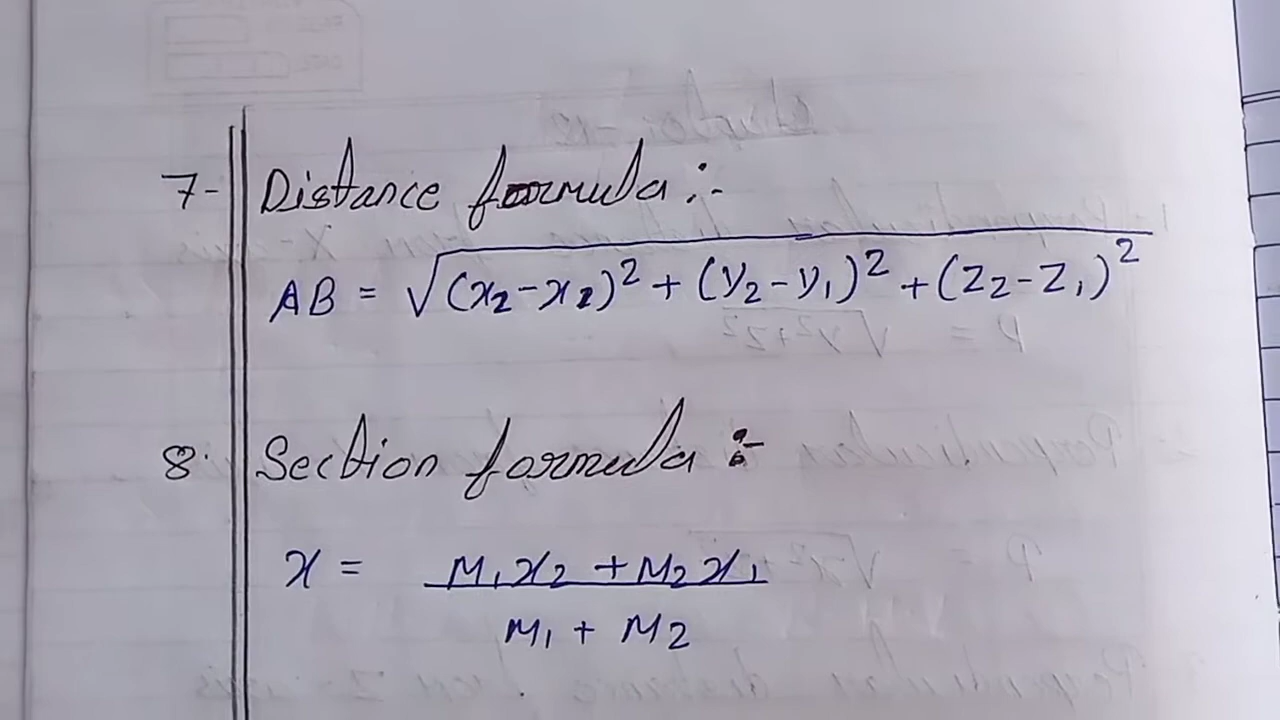 7- Distance formula :-
AB = √(x₂-x₂)² + (y₂-y₁)² + (z₂-z₁)²
8. Section formula :-
x = M₁x₂ + M₂x₁
M₁ + M₂